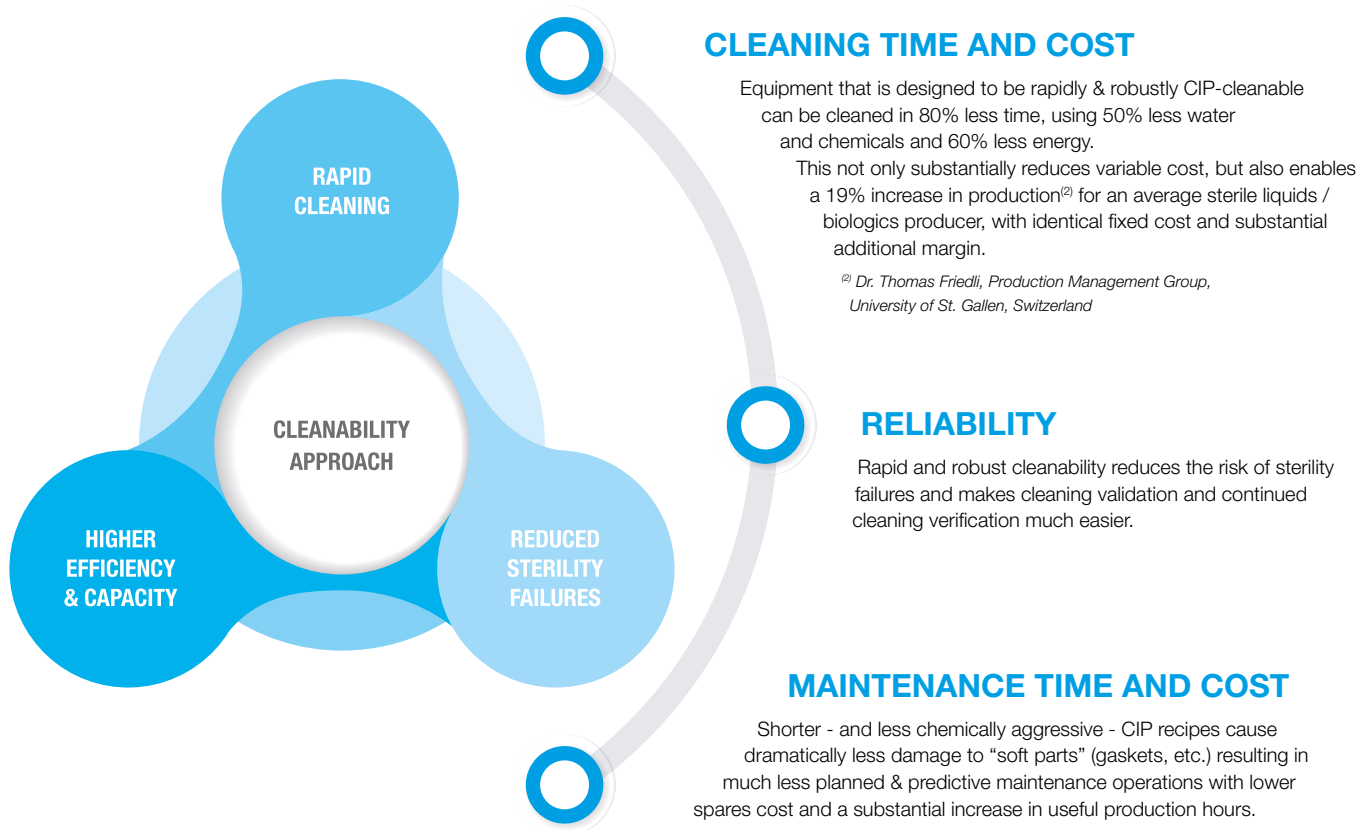 RAPID
CLEANING
CLEANABILITY
APPROACH
HIGHER
EFFICIENCY
& CAPACITY
REDUCED
STERILITY
FAILURES
CLEANING TIME AND COST
Equipment that is designed to be rapidly & robustly CIP-cleanable
can be cleaned in 80% less time, using 50% less water
and chemicals and 60% less energy.
This not only substantially reduces variable cost, but also enables
a 19% increase in production(2) for an average sterile liquids /
biologics producer, with identical fixed cost and substantial
additional margin.
(2) Dr. Thomas Friedli, Production Management Group,
University of St. Gallen, Switzerland
RELIABILITY
Rapid and robust cleanability reduces the risk of sterility
failures and makes cleaning validation and continued
cleaning verification much easier.
MAINTENANCE TIME AND COST
Shorter - and less chemically aggressive - CIP recipes cause
dramatically less damage to “soft parts” (gaskets, etc.) resulting in
much less planned & predictive maintenance operations with lower
spares cost and a substantial increase in useful production hours.